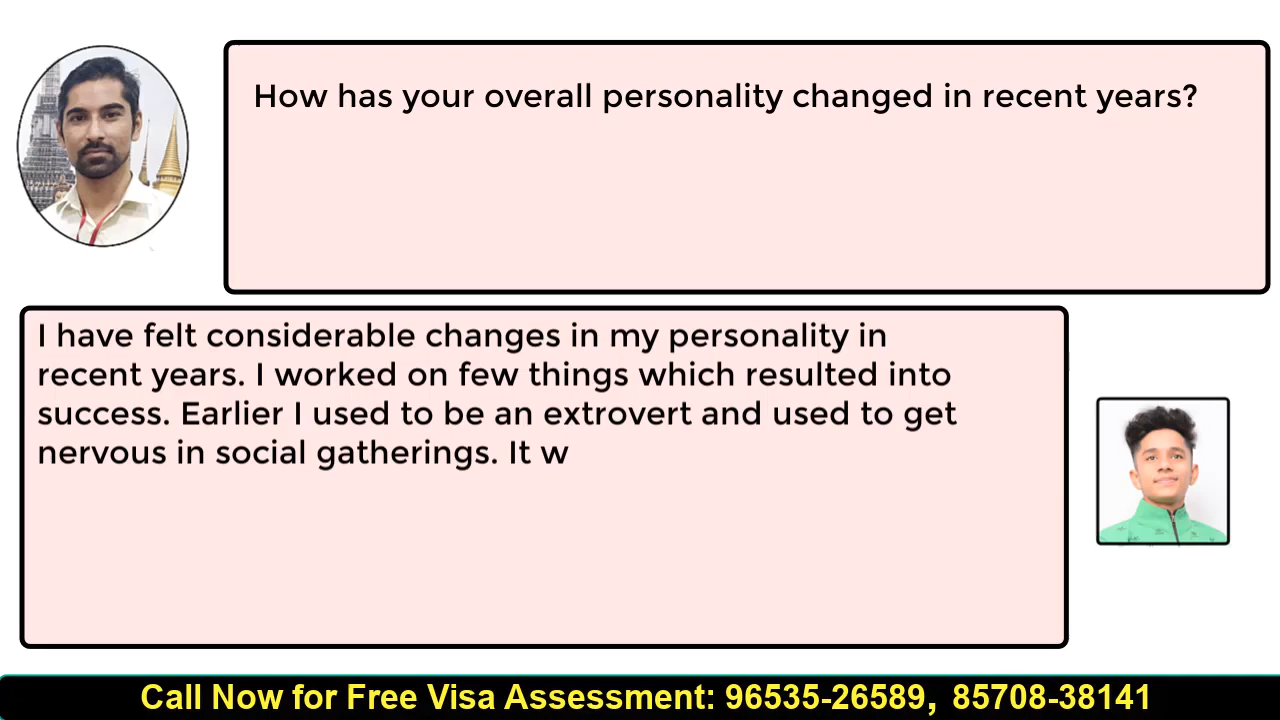 How has your overall personality changed in recent years?
I have felt considerable changes in my personality in
recent years. I worked on few things which resulted into
success. Earlier I used to be an extrovert and used to get
nervous in social gatherings. It w
Call Now for Free Visa Assessment: 96535-26589, 85708-38141